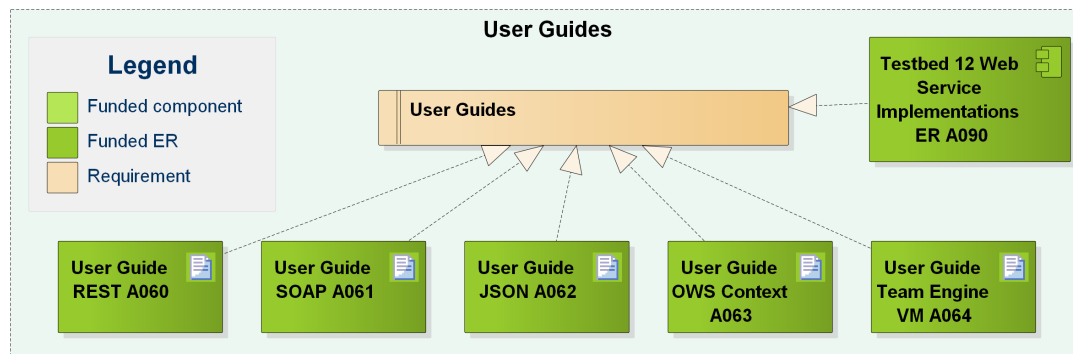 User Guides
Legend
Funded component
Funded ER
Requirement
User Guides
Testbed 12 Web
Service
Implementations
ER A090
User Guide
REST A060
User Guide
SOAP A061
User Guide
JSON A062
User Guide
OWS Context
A063
User Guide
Team Engine
VM A064